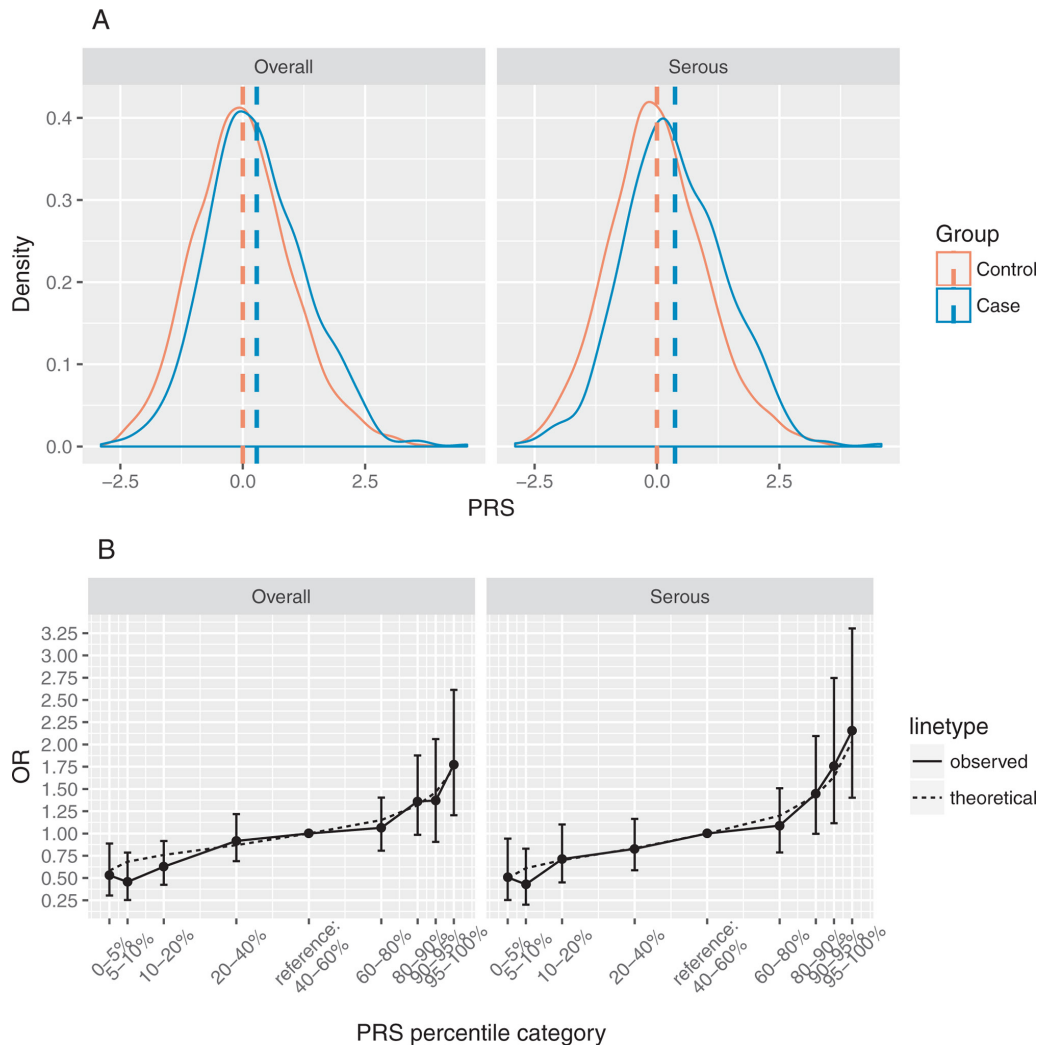 A
Overall Serous
0.4
0.3
0.2
0.1
0.0
Density
−2.5 0.0 2.5 −2.5 0.0 2.5
PRS
Group
Control
Case
B
Overall Serous
3.25
3.00
2.75
2.50
2.25
2.00
1.75
1.50
1.25
1.00
0.75
0.50
0.25
OR
0−5% 5−10% 10−20% 20−40% reference: 40−60% 60−80% 80−90% 90−95% 95−100% 0−5% 5−10% 10−20% 20−40% reference: 40−60% 60−80% 80−90% 90−95% 95−100%
PRS percentile category
linetype
observed
theoretical